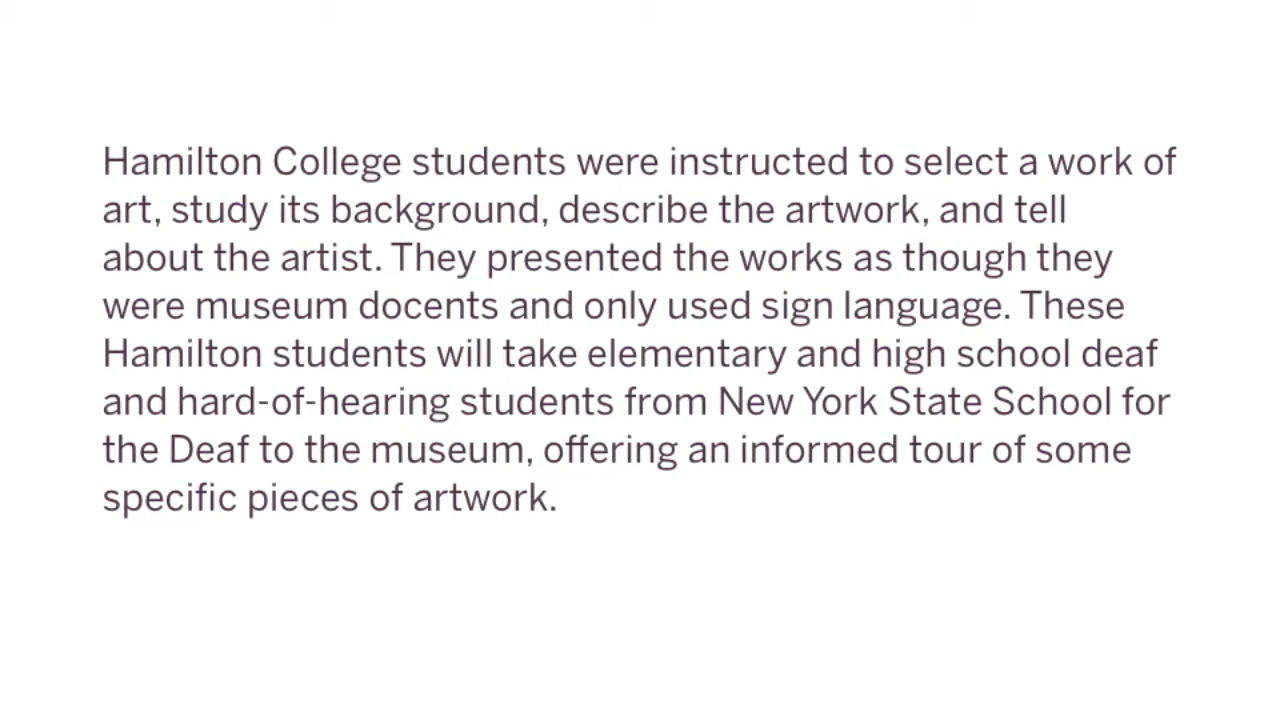 Hamilton College students were instructed to select a work of
art, study its background, describe the artwork, and tell
about the artist. They presented the works as though they
were museum docents and only used sign language. These
Hamilton students will take elementary and high school deaf
and hard-of-hearing students from New York State School for
the Deaf to the museum, offering an informed tour of some
specific pieces of artwork.